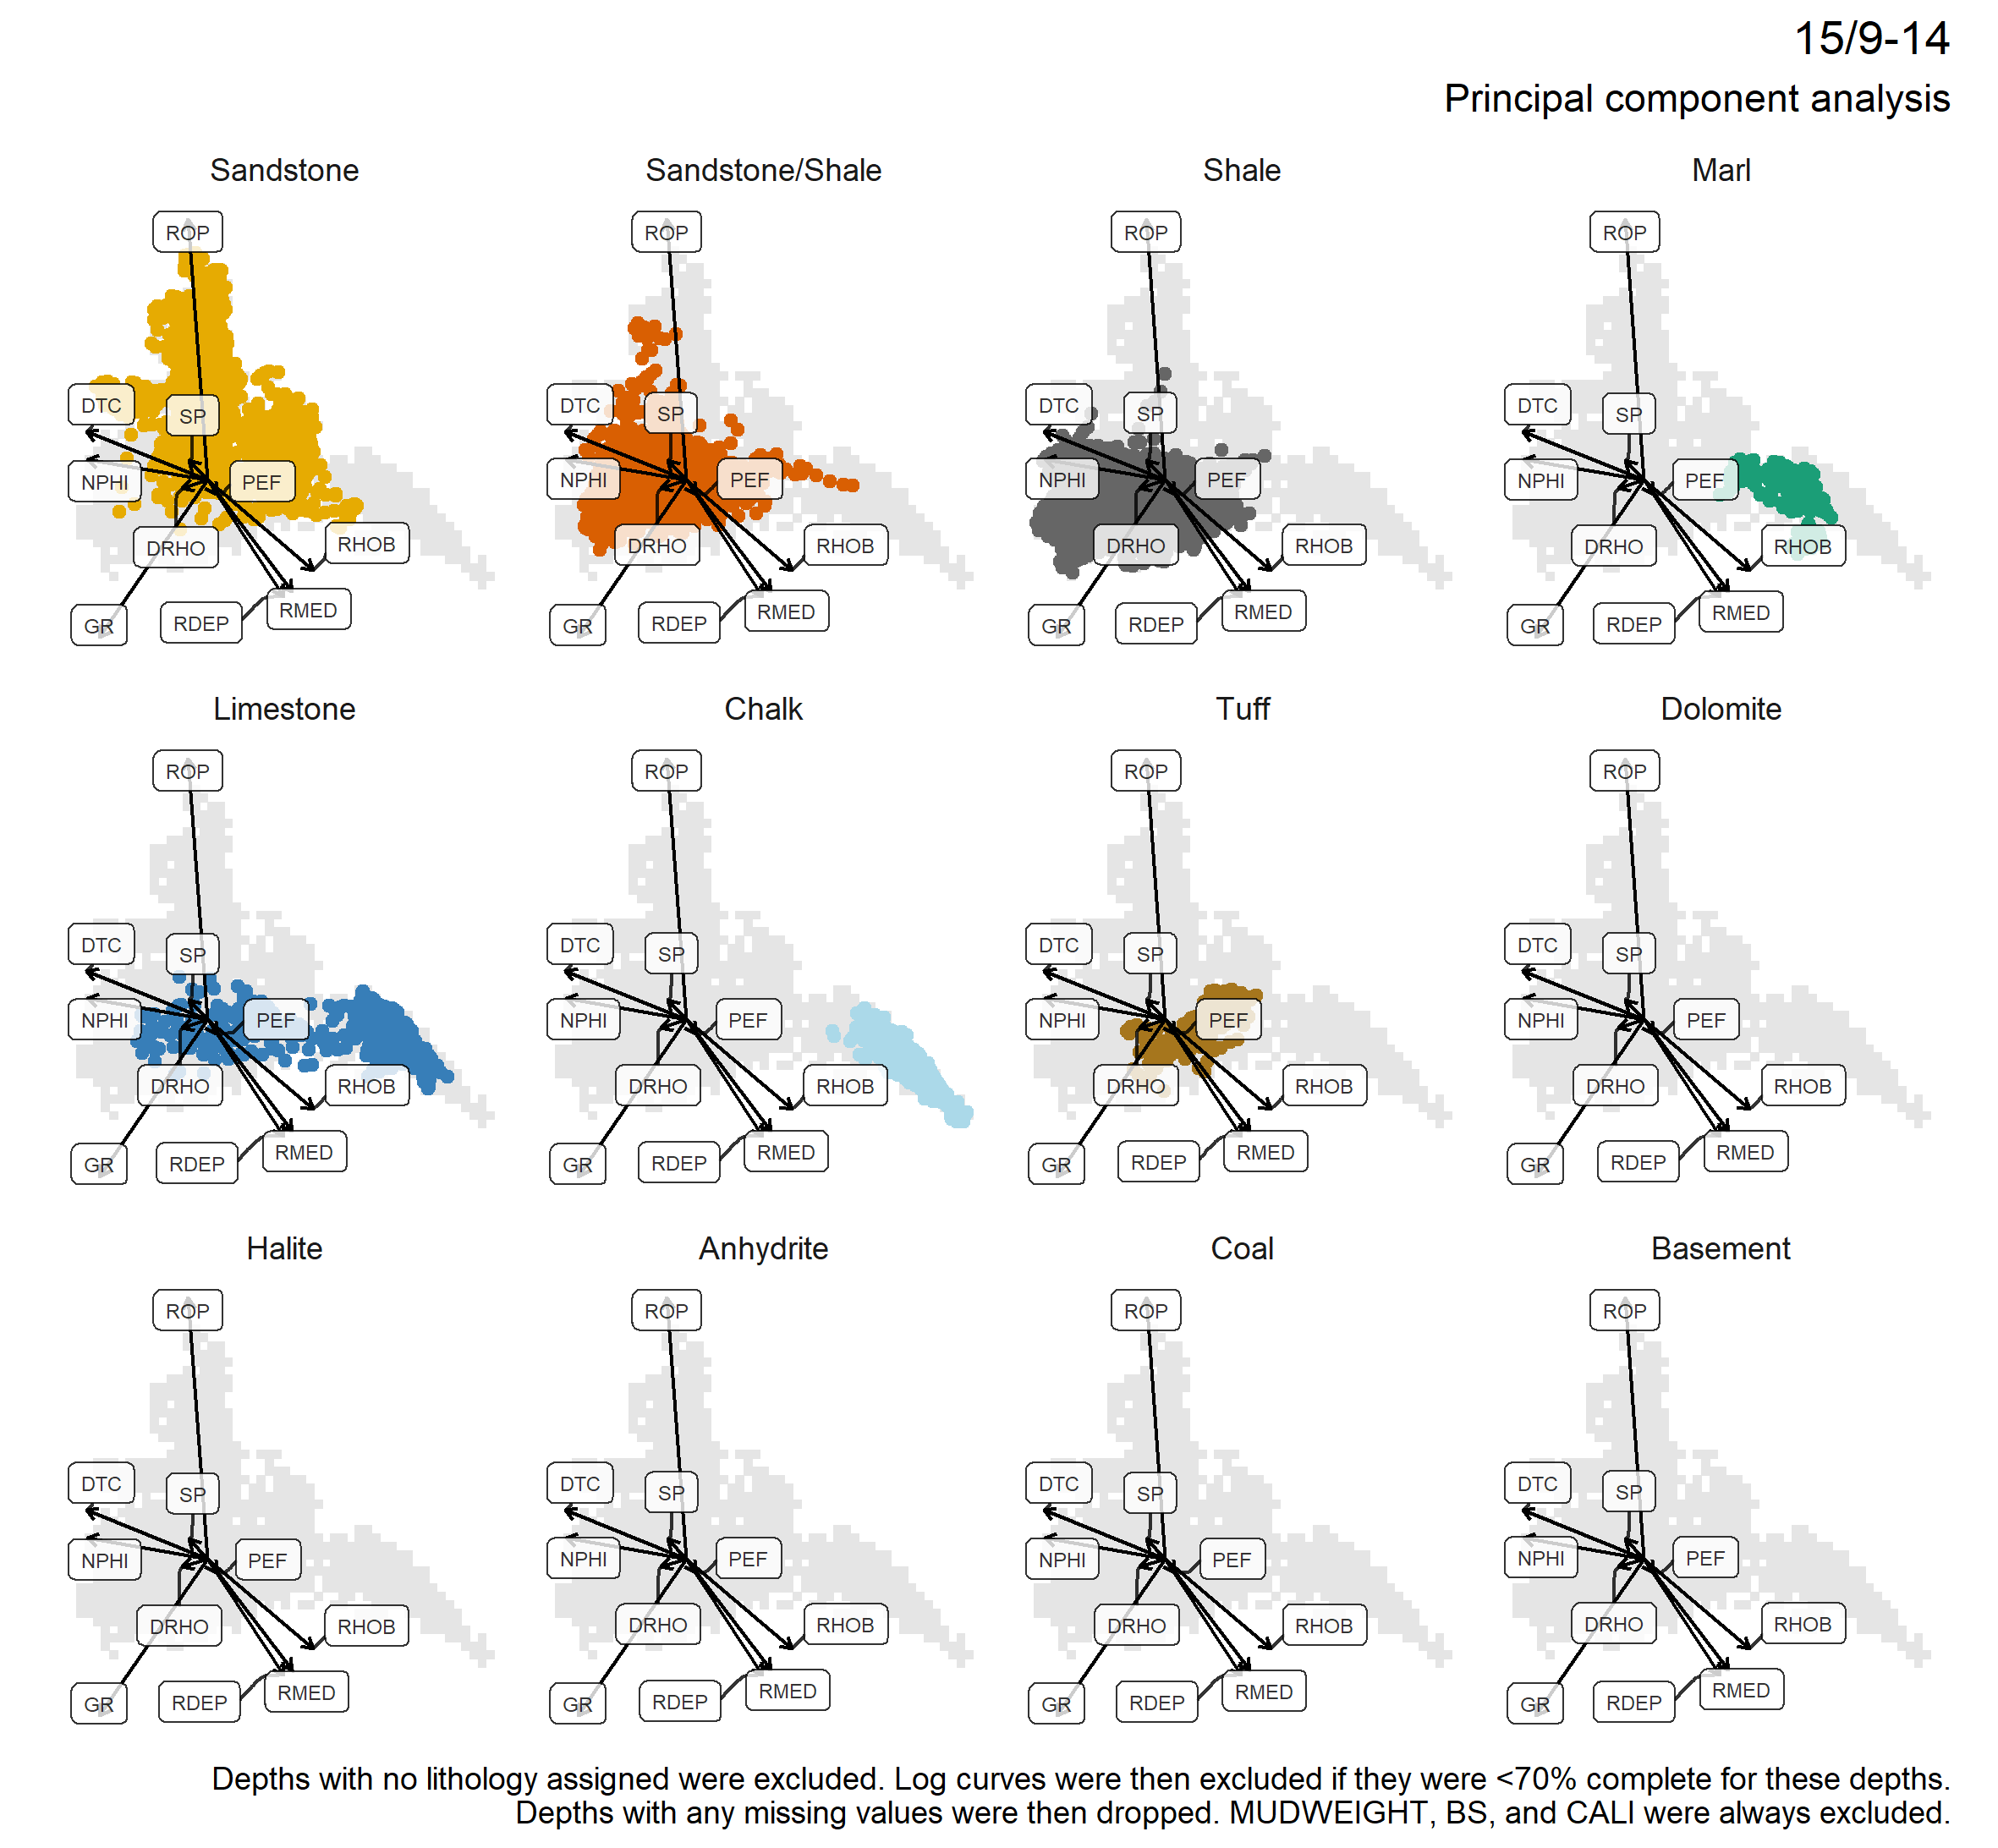 15/9-14
Principal component analysis
Sandstone
ROP
DTC
SP
NPHI
PEF
DRHO
RHOB
GR
RDEP
RMED
Sandstone/Shale
ROP
DTC
SP
NPHI
PEF
DRHO
RHOB
GR
RDEP
RMED
Shale
ROP
DTC
SP
NPHI
PEF
DRHO
RHOB
GR
RDEP
RMED
Marl
ROP
DTC
SP
NPHI
PEF
DRHO
RHOB
GR
RDEP
RMED
Limestone
ROP
DTC
SP
NPHI
PEF
DRHO
RHOB
GR
RDEP
RMED
Chalk
ROP
DTC
SP
NPHI
PEF
DRHO
RHOB
GR
RDEP
RMED
Tuff
ROP
DTC
SP
NPHI
PEF
DRHO
RHOB
GR
RDEP
RMED
Dolomite
ROP
DTC
SP
NPHI
PEF
DRHO
RHOB
GR
RDEP
RMED
Halite
ROP
DTC
SP
NPHI
PEF
DRHO
RHOB
GR
RDEP
RMED
Anhydrite
ROP
DTC
SP
NPHI
PEF
DRHO
RHOB
GR
RDEP
RMED
Coal
ROP
DTC
SP
NPHI
PEF
DRHO
RHOB
GR
RDEP
RMED
Basement
ROP
DTC
SP
NPHI
PEF
DRHO
RHOB
GR
RDEP
RMED
Depths with no lithology assigned were excluded. Log curves were then excluded if they were <70% complete for these depths.
Depths with any missing values were then dropped. MUDWEIGHT, BS, and CALI were always excluded.